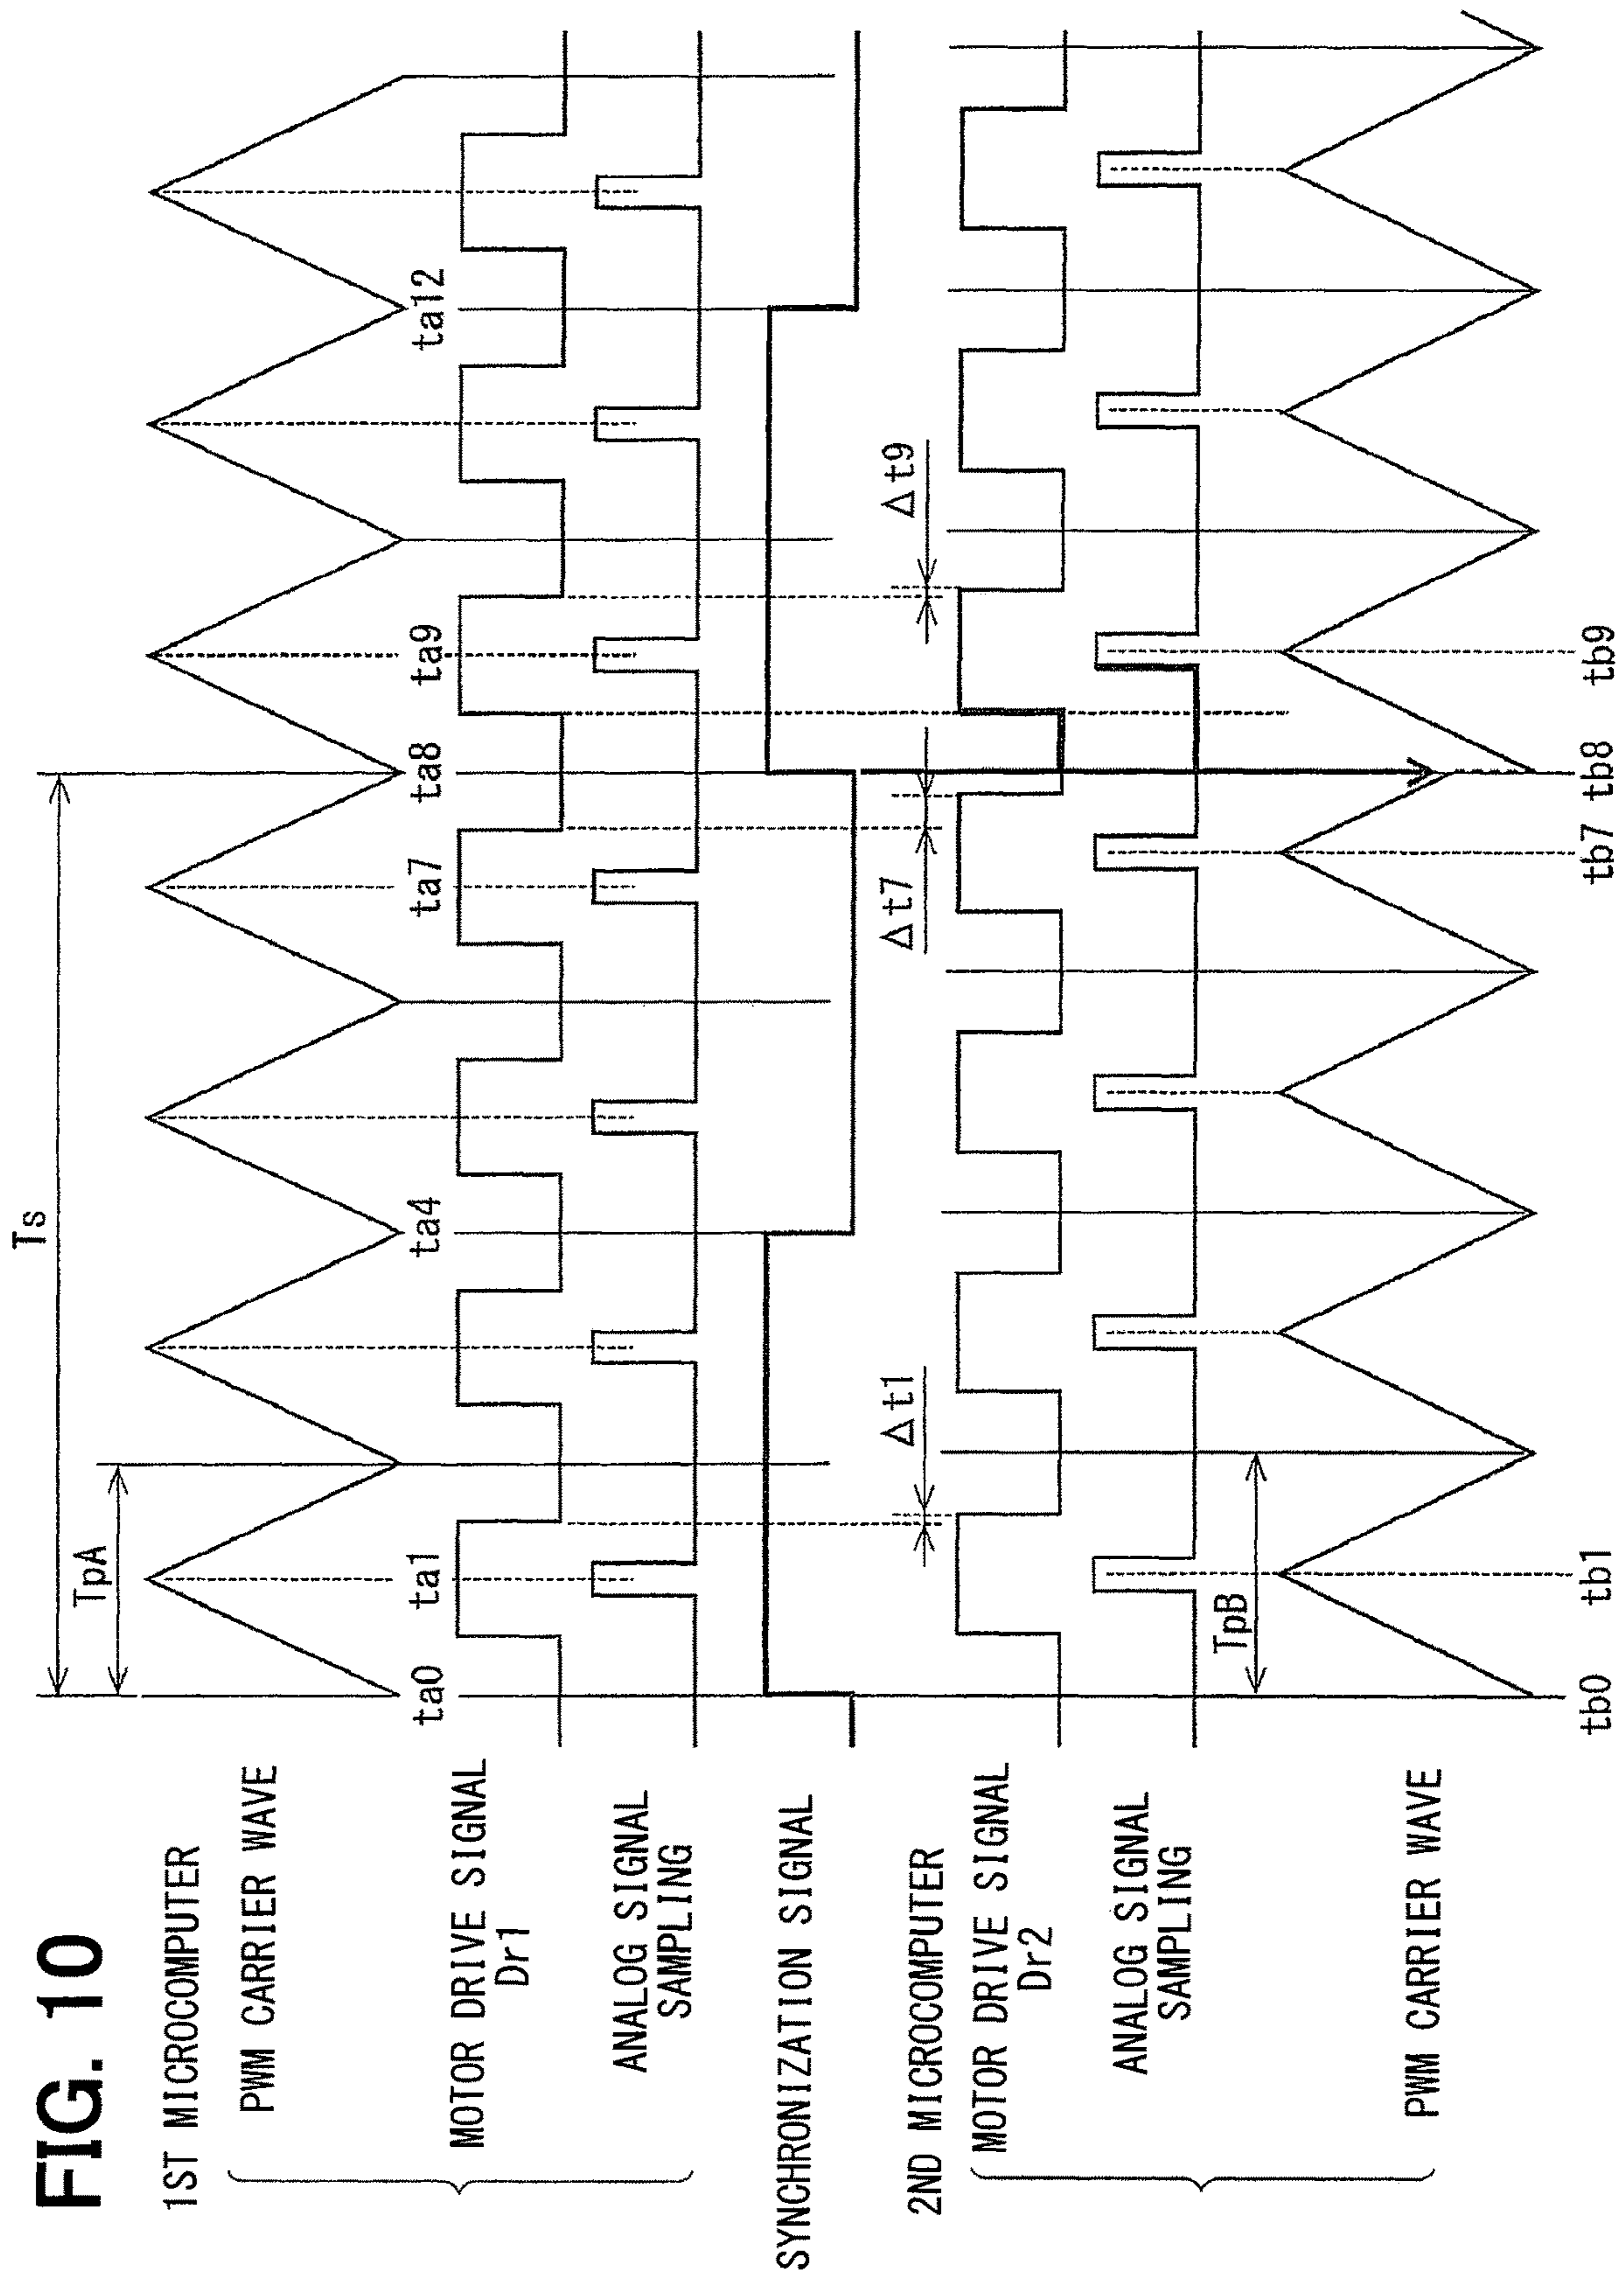 FIG. 10
Ts
TpA
1ST MICROCOMPUTER
PWM CARRIER WAVE
ta0
ta1
ta4
ta7
ta8
ta9
ta12
MOTOR DRIVE SIGNAL
Dr1
ANALOG SIGNAL
SAMPLING
SYNCHRONIZATION SIGNAL
Δt1
Δt7
Δt9
2ND MICROCOMPUTER
MOTOR DRIVE SIGNAL
Dr2
ANALOG SIGNAL
SAMPLING
TpB
PWM CARRIER WAVE
tb0
tb1
tb7
tb8
tb9